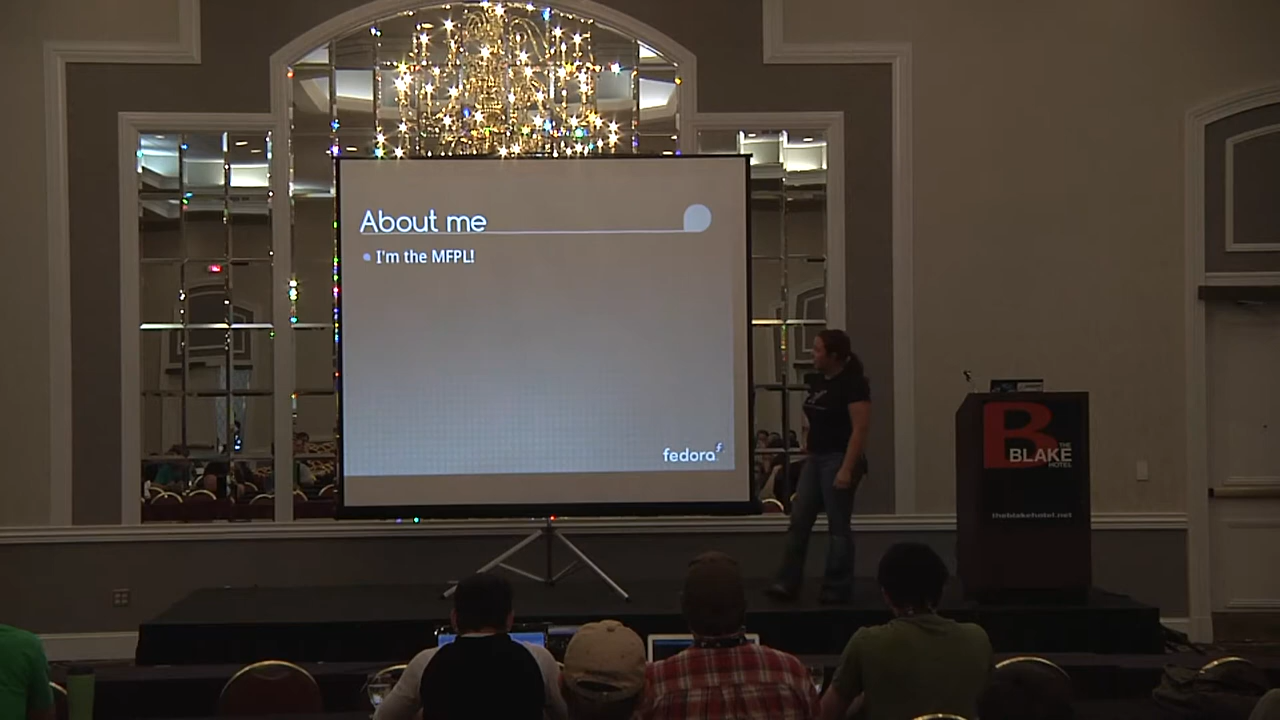 About me
I'm the MFPL!
fedora
B
THE
BLAKE
HOTEL
theblakehotel.net